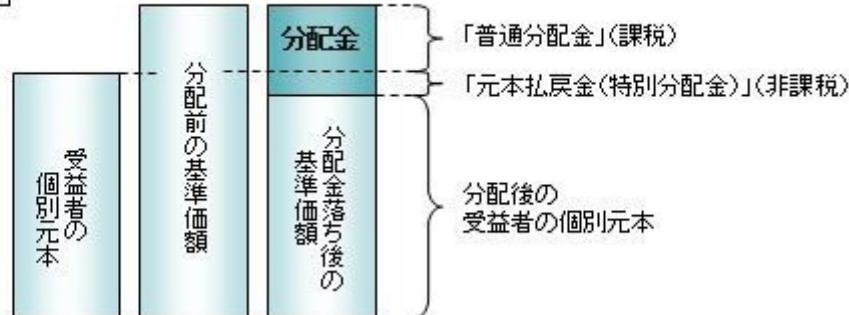 受益者の
個別元本
分配前の基準価額
分配金
分配金落ち後の
基準価額
「普通分配金」(課税)
「元本払戻金(特別分配金)」(非課税)
分配後の
受益者の個別元本